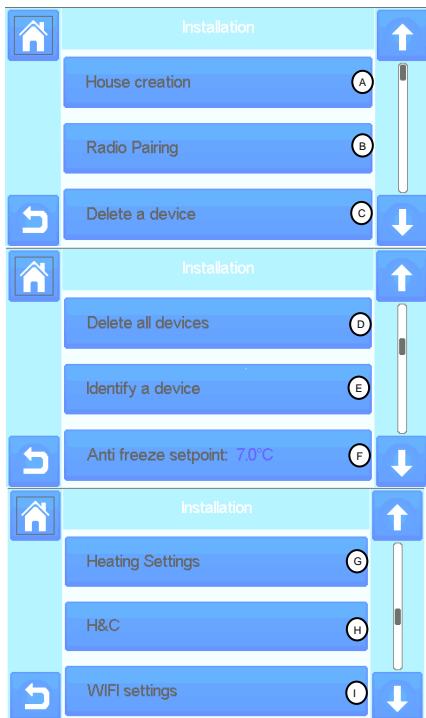 Installation
House creation A
Radio Pairing B
Delete a device C
Installation
Delete all devices D
Identify a device E
Anti freeze setpoint: 7.0°C F
Installation
Heating Settings G
H&C H
WIFI settings I